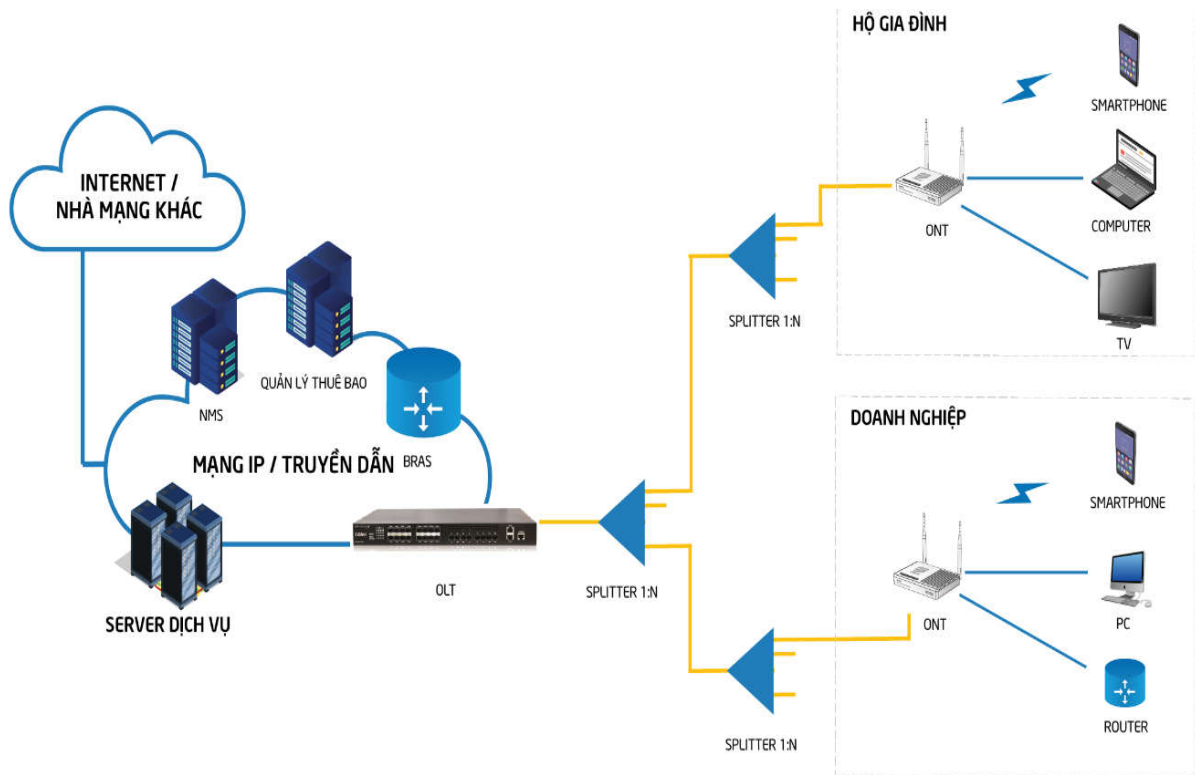 INTERNET /
NHÀ MẠNG KHÁC
NMS
QUẢN LÝ THUÊ BAO
BRAS
MẠNG IP / TRUYỀN DẪN
SERVER DỊCH VỤ
OLT
SPLITTER 1:N
SPLITTER 1:N
SPLITTER 1:N
HỘ GIA ĐÌNH
SMARTPHONE
ONT
COMPUTER
TV
DOANH NGHIỆP
SMARTPHONE
ONT
PC
ROUTER